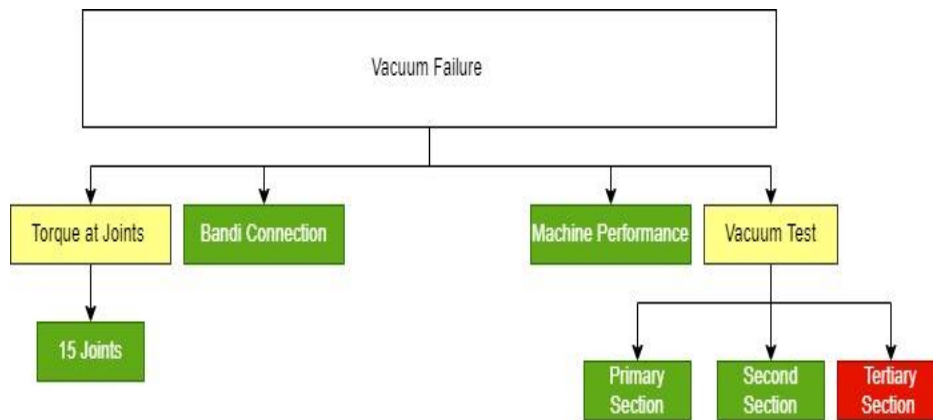 Vacuum Failure
Torque at Joints
Bandi Connection
Machine Performance
Vacuum Test
15 Joints
Primary
Section
Second
Section
Tertiary
Section